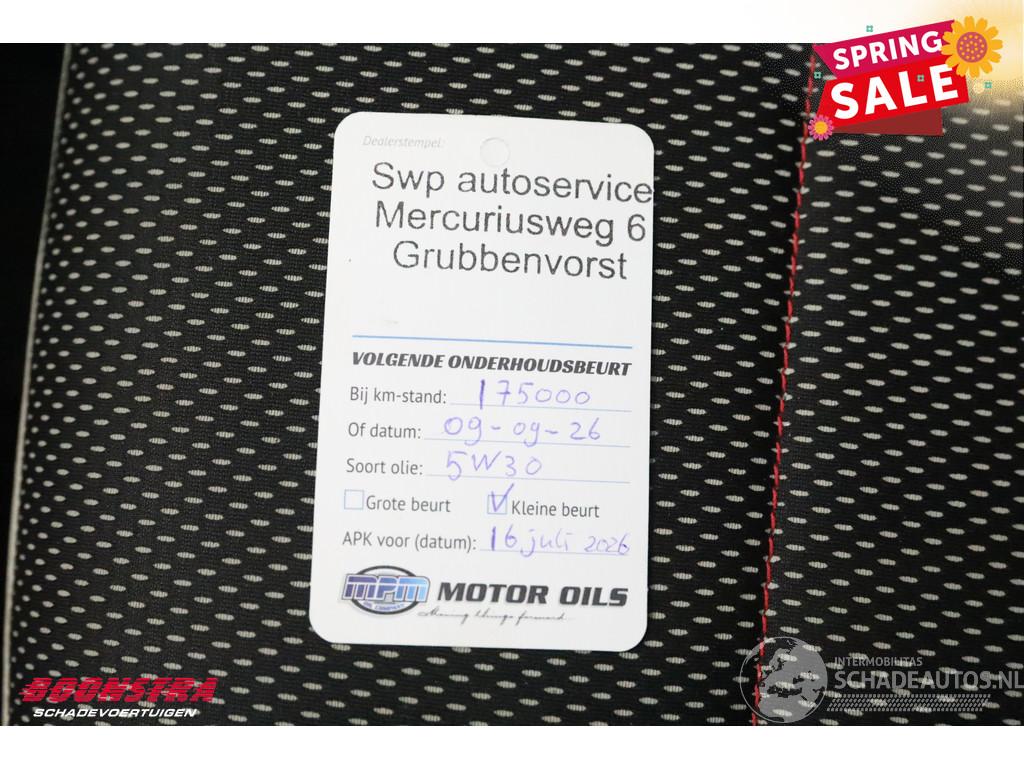 SPRING
SALE
Dealerstempel:
Swp autoservice
Mercuriusweg 6
Grubbenvorst
VOLGENDE ONDERHOUDSBEURT
Bij km-stand: 175000
Of datum: 09-09-26
Soort olie: 5W30
Grote beurt Kleine beurt
APK voor (datum): 16 juli 2026
MPM MOTOR OILS
OIL COMPANY
Moving things forward
BOONSTRA
SCHADEVOERTUIGEN
INTERMOBILITAS
SCHADEAUTOS.NL